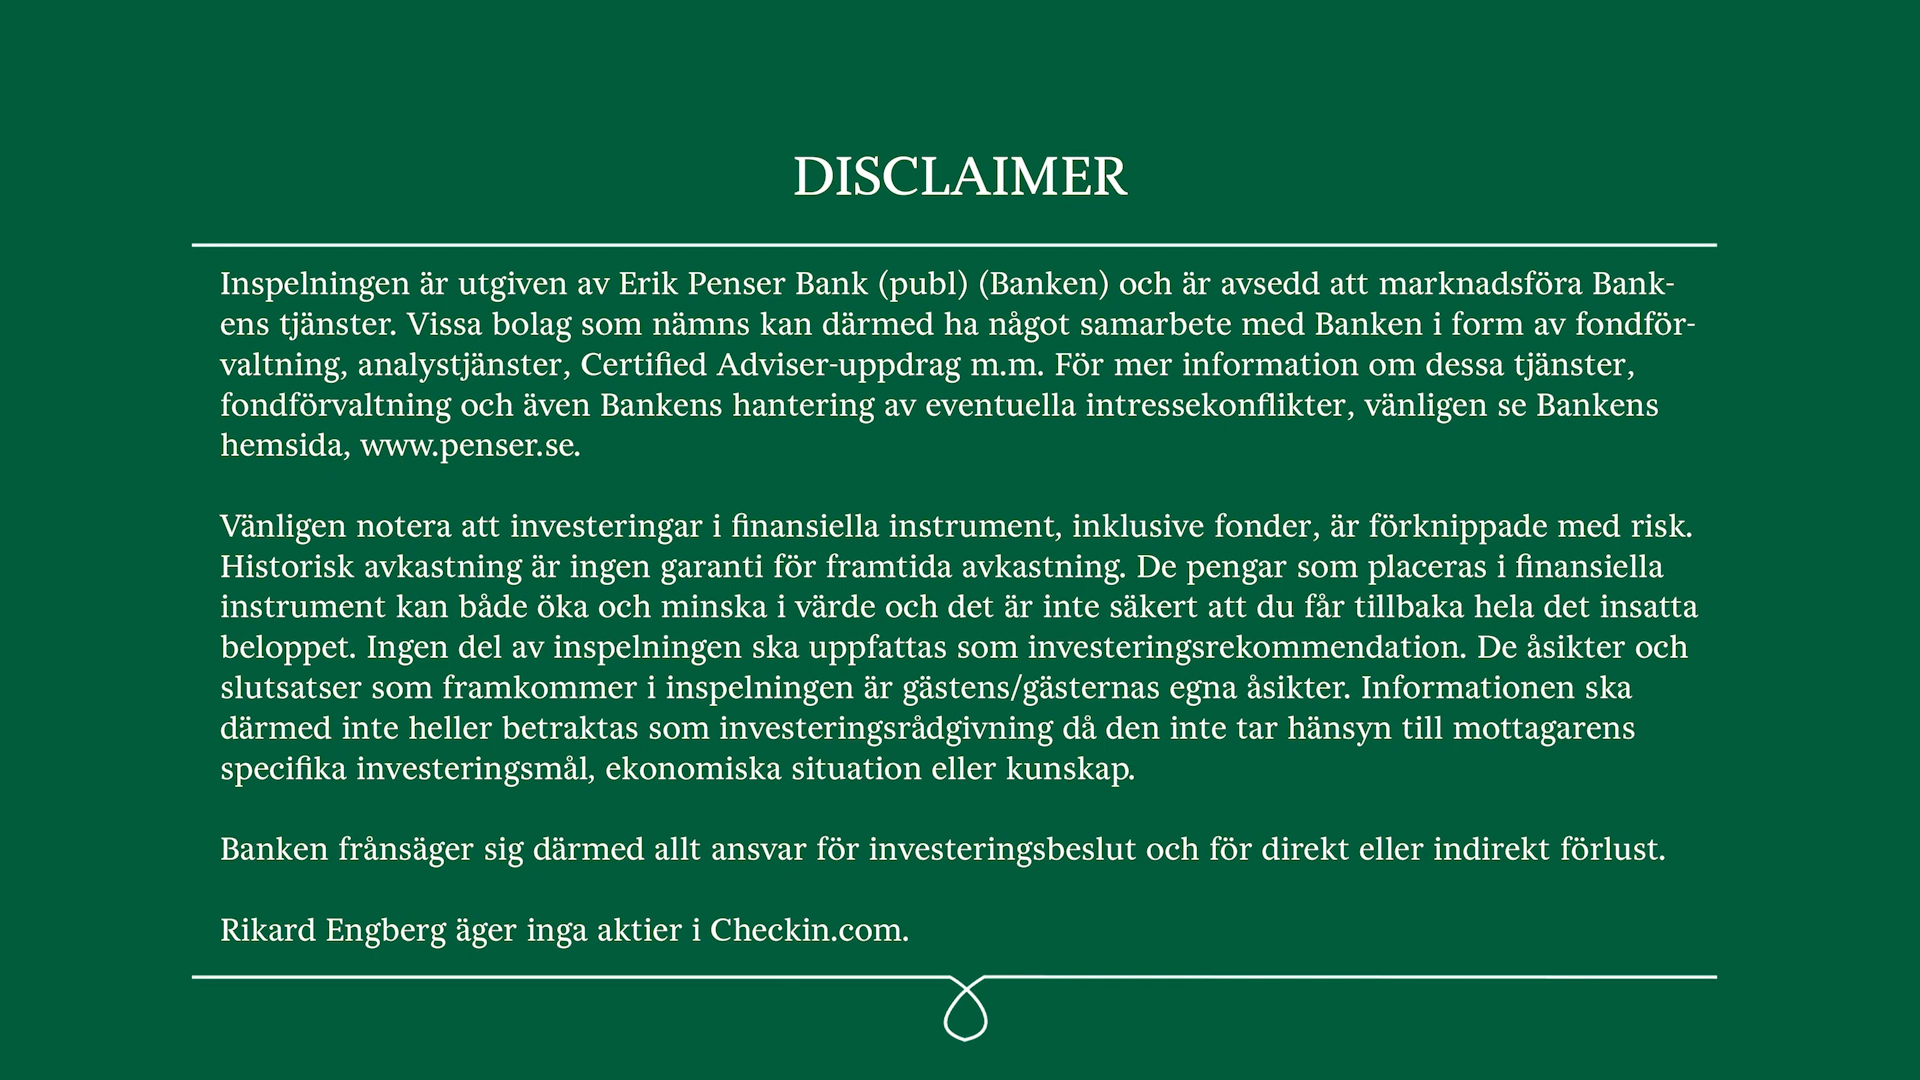 DISCLAIMER
Inspelningen är utgiven av Erik Penser Bank (publ) (Banken) och är avsedd att marknadsföra Bank-
ens tjänster. Vissa bolag som nämns kan därmed ha något samarbete med Banken i form av fondför-
valtning, analystjänster, Certified Adviser-uppdrag m.m. För mer information om dessa tjänster,
fondförvaltning och även Bankens hantering av eventuella intressekonflikter, vänligen se Bankens
hemsida, www.penser.se.
Vänligen notera att investeringar i finansiella instrument, inklusive fonder, är förknippade med risk.
Historisk avkastning är ingen garanti för framtida avkastning. De pengar som placeras i finansiella
instrument kan både öka och minska i värde och det är inte säkert att du får tillbaka hela det insatta
beloppet. Ingen del av inspelningen ska uppfattas som investeringsrekommendation. De åsikter och
slutsatser som framkommer i inspelningen är gästens/gästernas egna åsikter. Informationen ska
därmed inte heller betraktas som investeringsrådgivning då den inte tar hänsyn till mottagarens
specifika investeringsmål, ekonomiska situation eller kunskap.
Banken frånsäger sig därmed allt ansvar för investeringsbeslut och för direkt eller indirekt förlust.
Rikard Engberg äger inga aktier i Checkin.com.